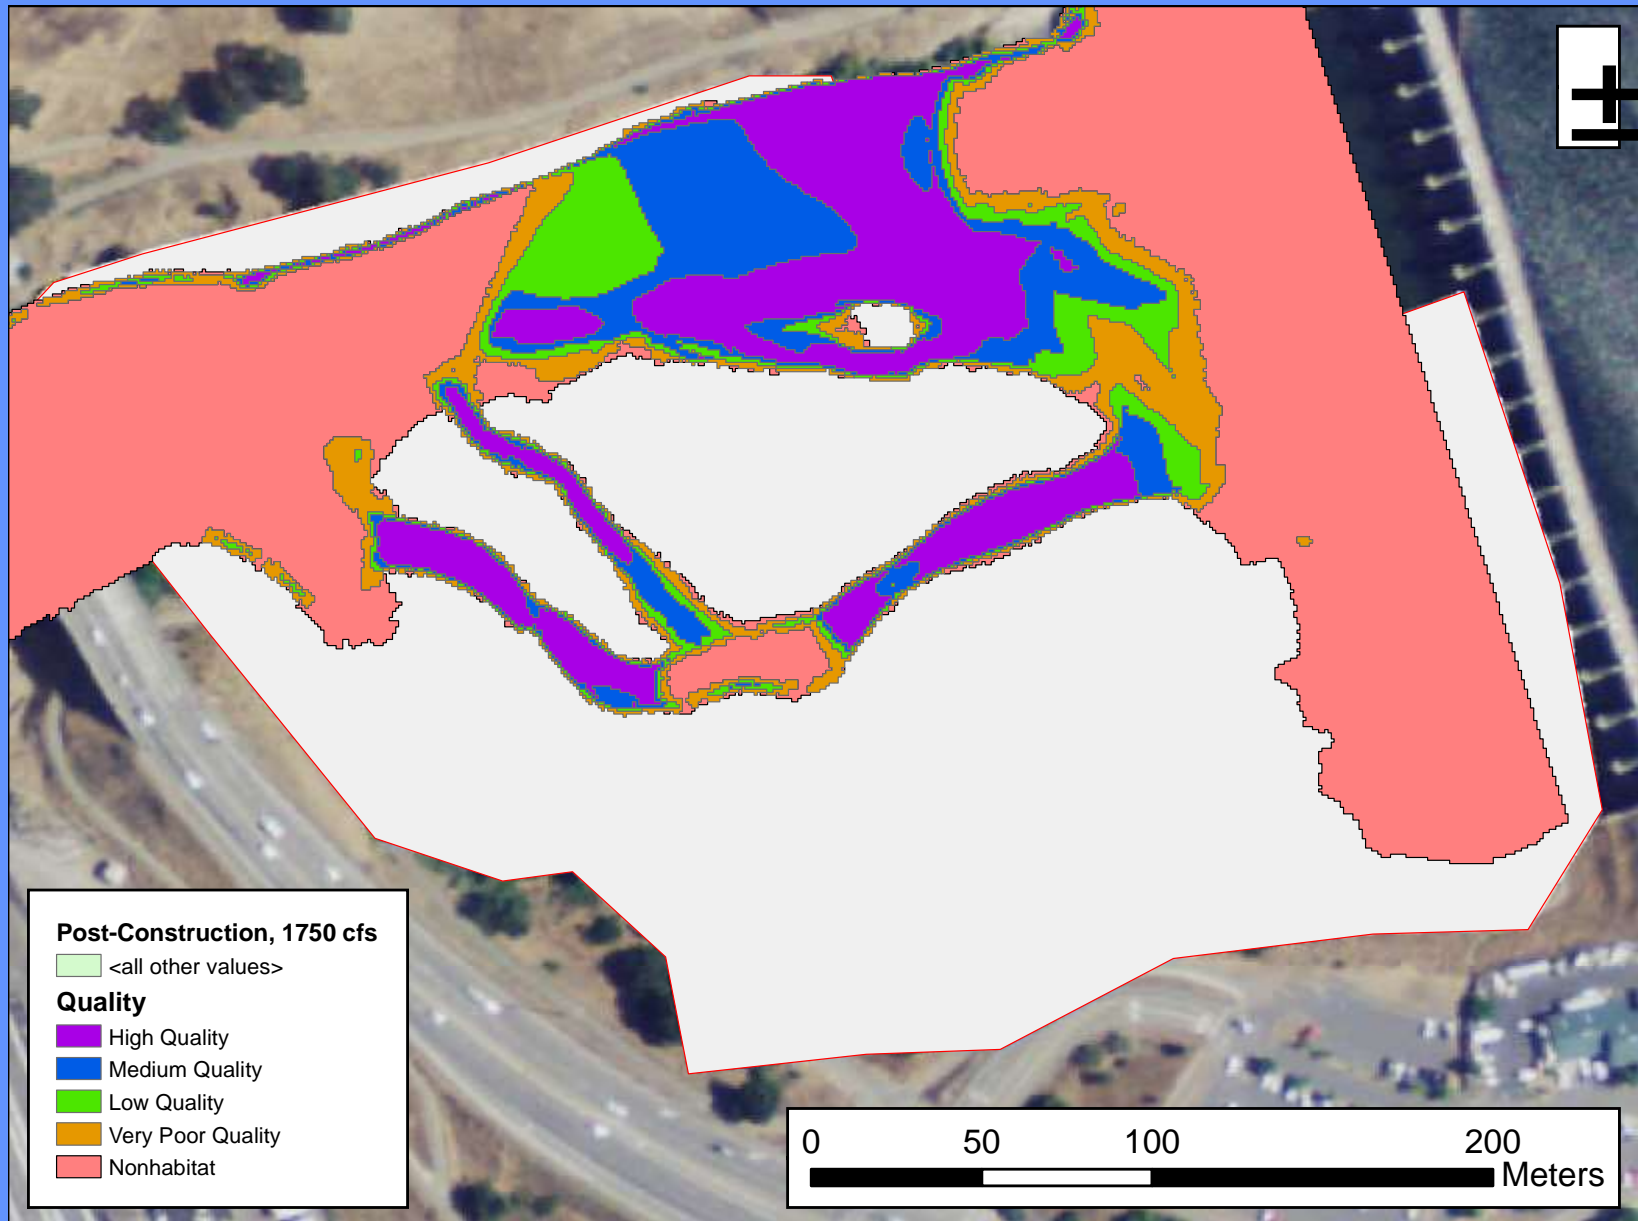 Post-Construction, 1750 cfs
<all other values>
Quality
High Quality
Medium Quality
Low Quality
Very Poor Quality
Nonhabitat
0 50 100 200
Meters